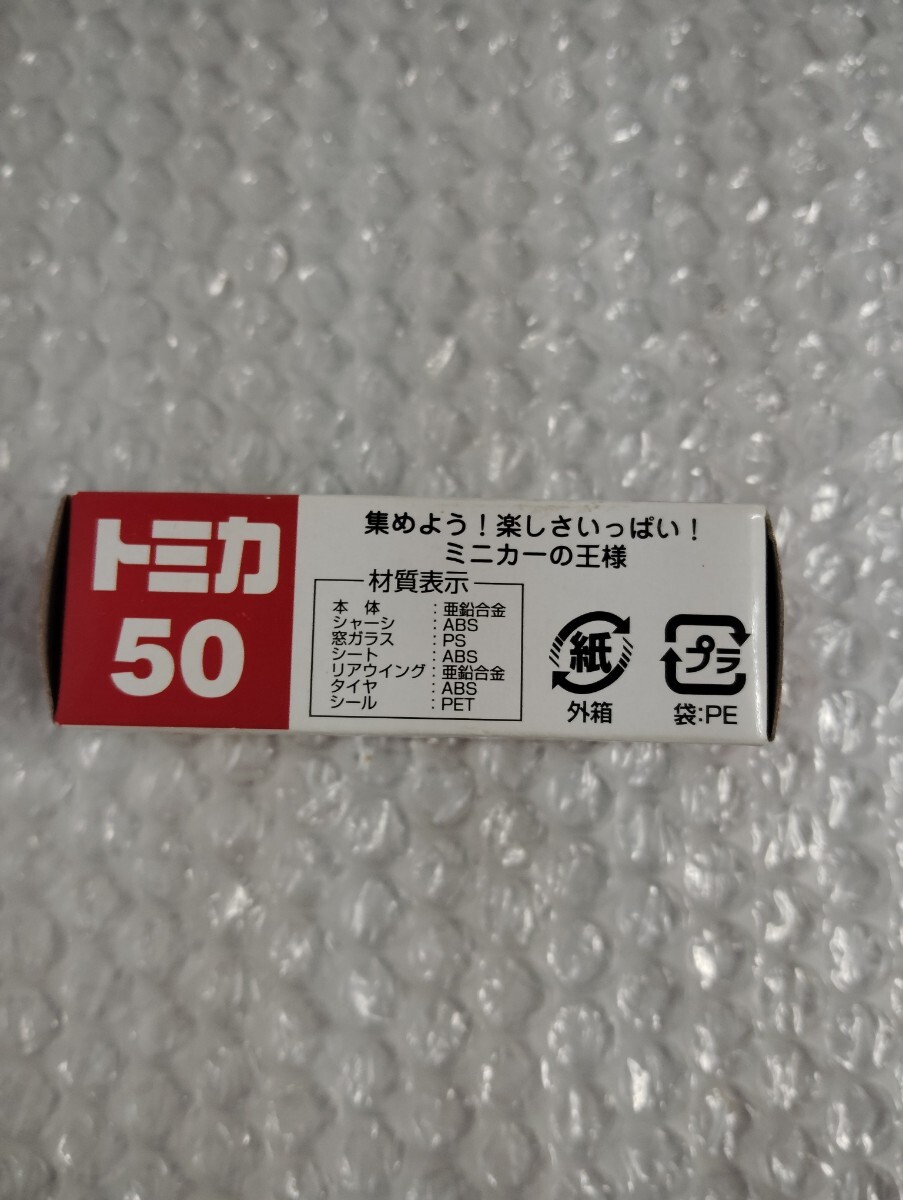 トミカ
50
集めよう！楽しさいっぱい！
ミニカーの王様
材質表示
本 体 ：亜鉛合金
シャーシ ：ABS
窓ガラス ：PS
シート ：ABS
リアウイング：亜鉛合金
タイヤ ：ABS
シール ：PET
紙
外箱
プラ
袋:PE